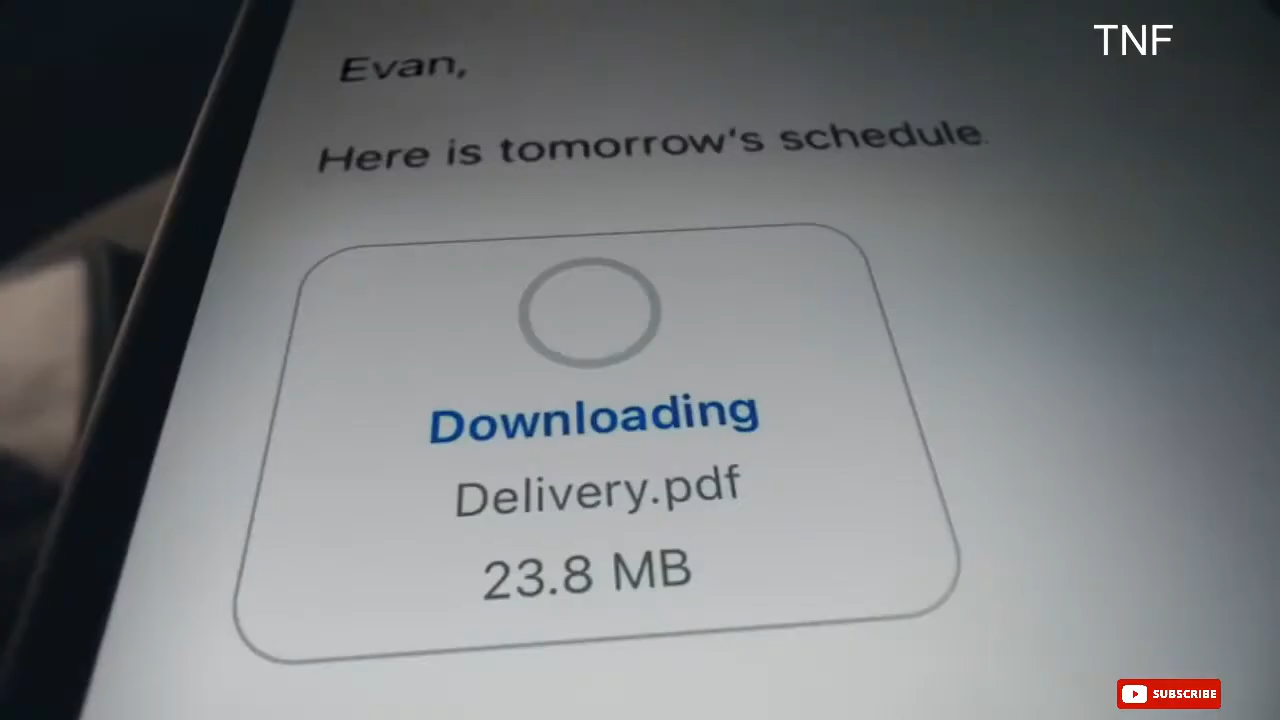 TNF
Evan,
Here is tomorrow's schedule.
Downloading
Delivery.pdf
23.8 MB
SUBSCRIBE